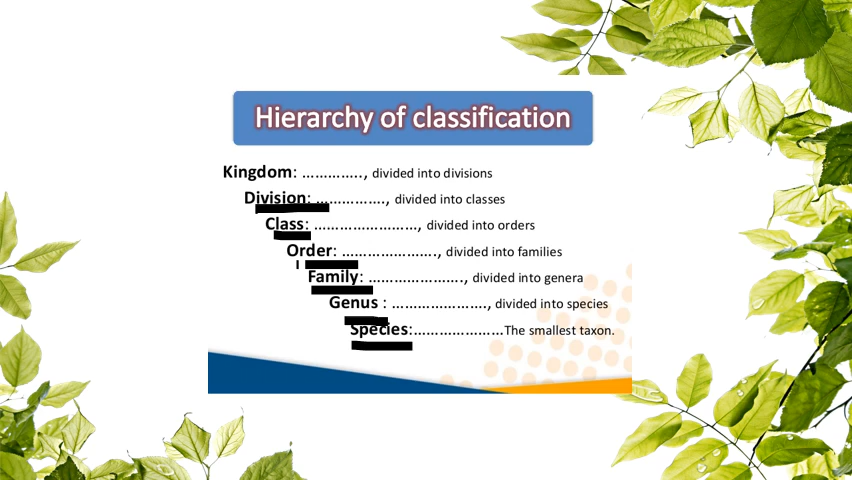 Hierarchy of classification
Kingdom: ............., divided into divisions
Division: ..............., divided into classes
Class: ......................, divided into orders
Order: ...................., divided into families
Family: ...................., divided into genera
Genus : ...................., divided into species
Species:...................The smallest taxon.